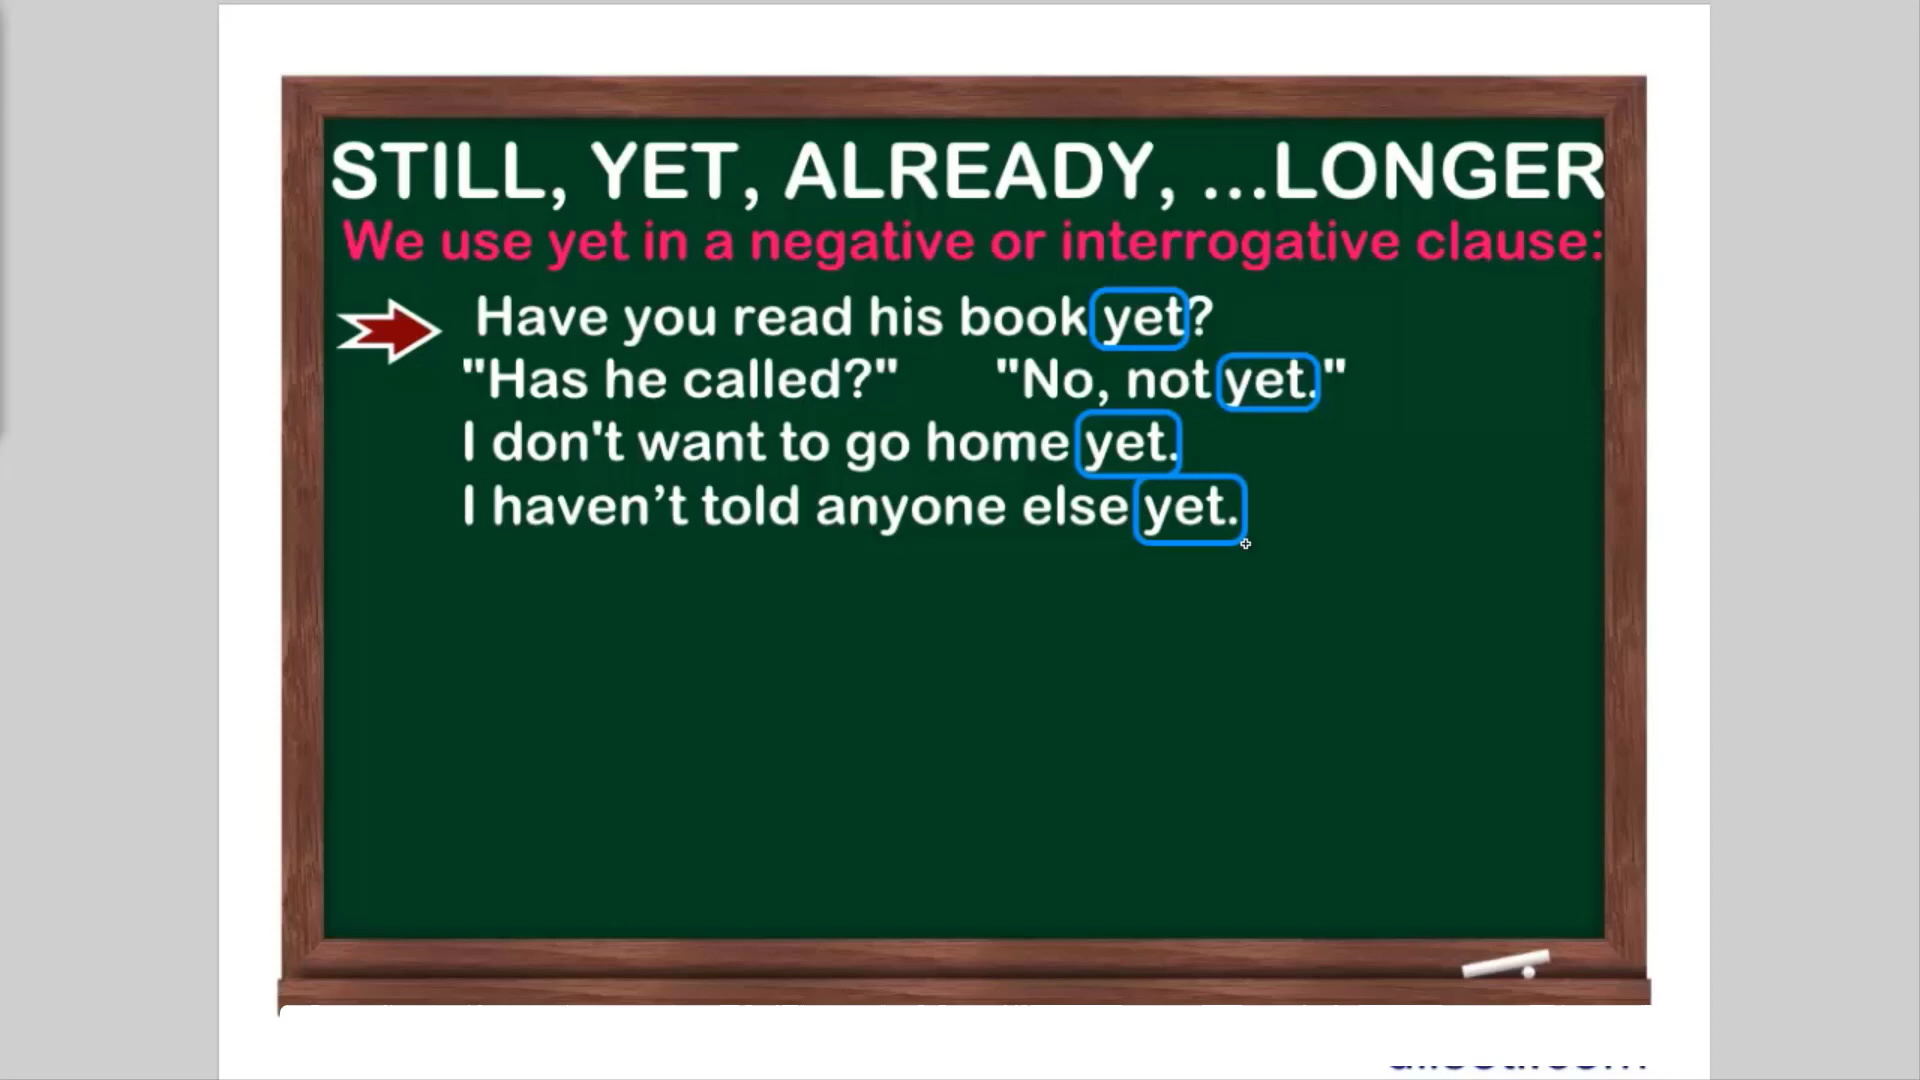 STILL, YET, ALREADY, ...LONGER
We use yet in a negative or interrogative clause:
Have you read his book yet?
"Has he called?" "No, not yet."
I don't want to go home yet.
I haven’t told anyone else yet.